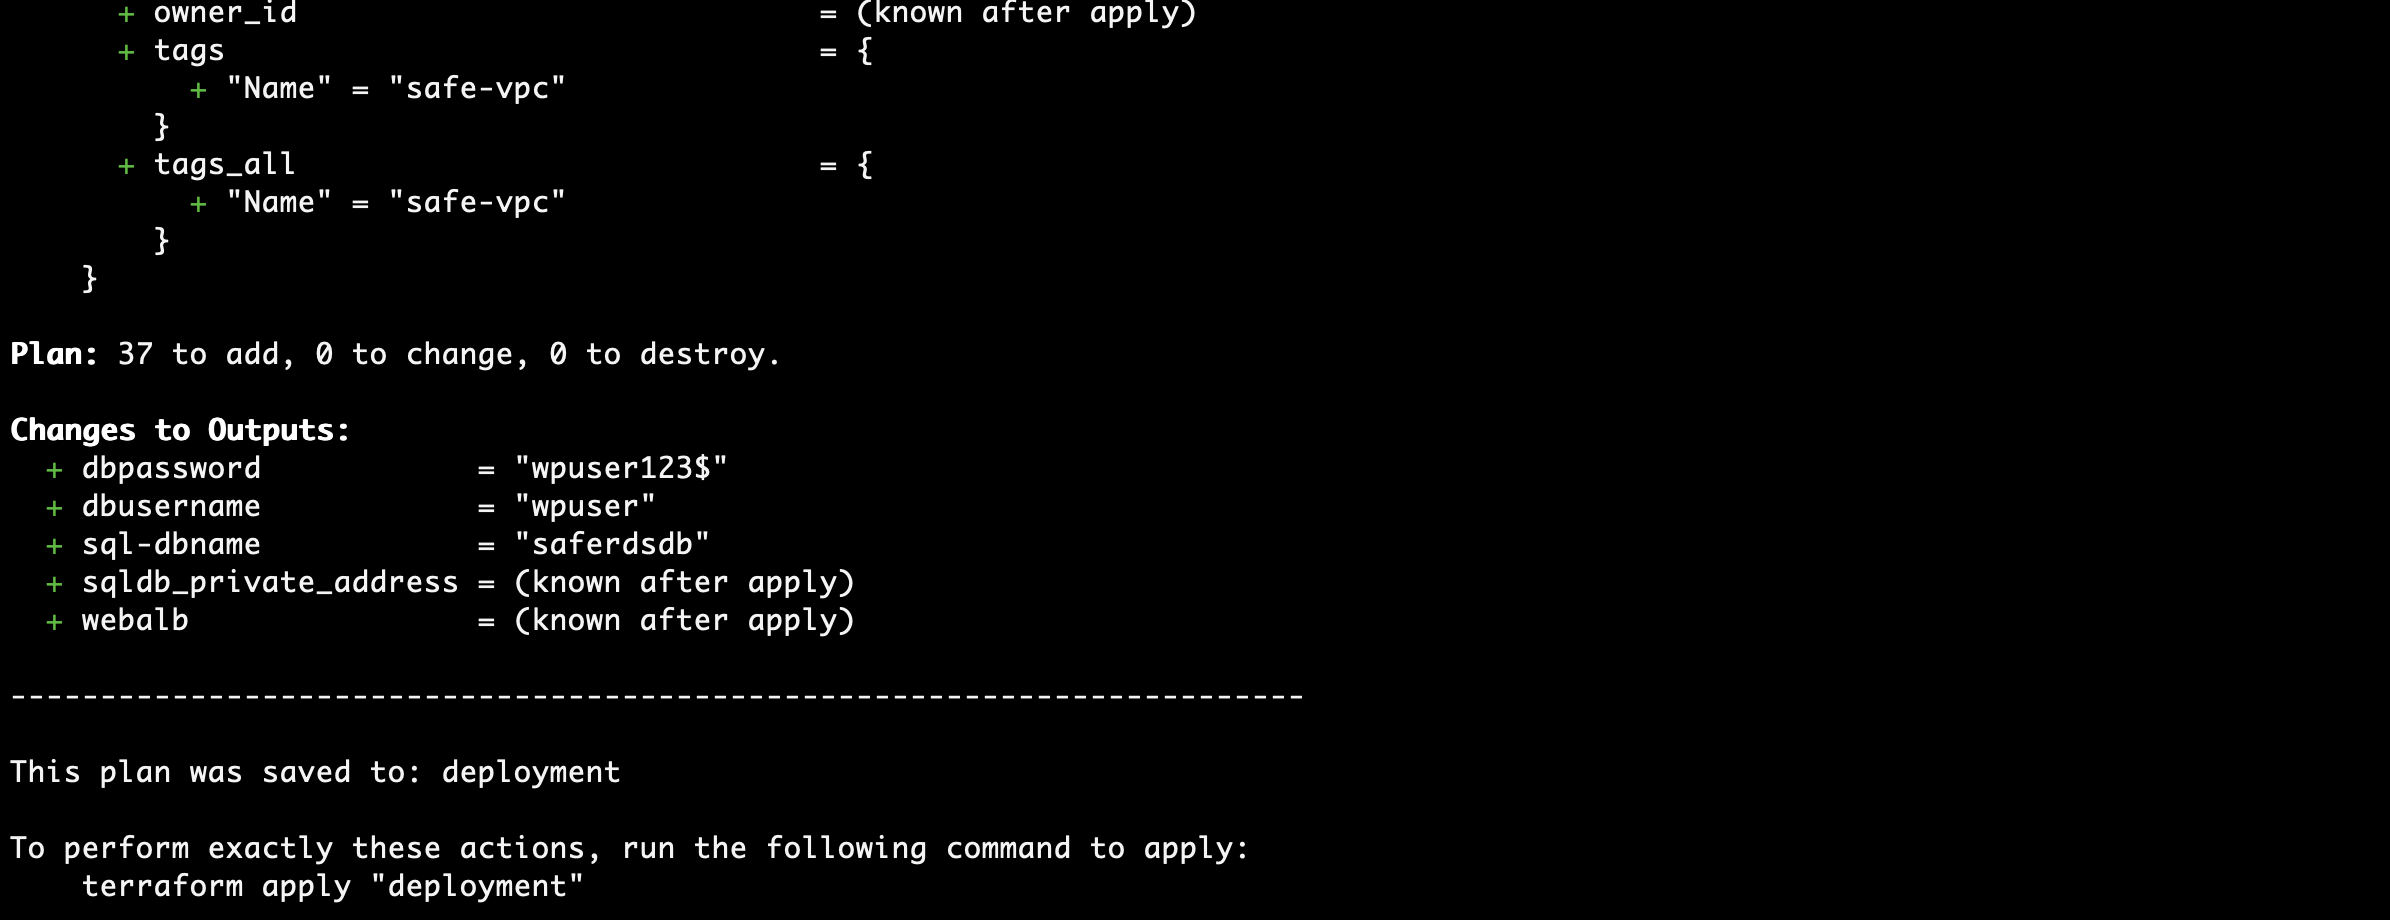 + owner_id                             = (known after apply)
+ tags                                 = {
+ "Name" = "safe-vpc"
}
+ tags_all                             = {
+ "Name" = "safe-vpc"
}
}
Plan: 37 to add, 0 to change, 0 to destroy.
Changes to Outputs:
+ dbpassword            = "wpuser123$"
+ dbusername            = "wpuser"
+ sql-dbname            = "saferdsdb"
+ sqldb_private_address = (known after apply)
+ webalb                = (known after apply)
------------------------------------------------------------------------
This plan was saved to: deployment
To perform exactly these actions, run the following command to apply:
terraform apply "deployment"